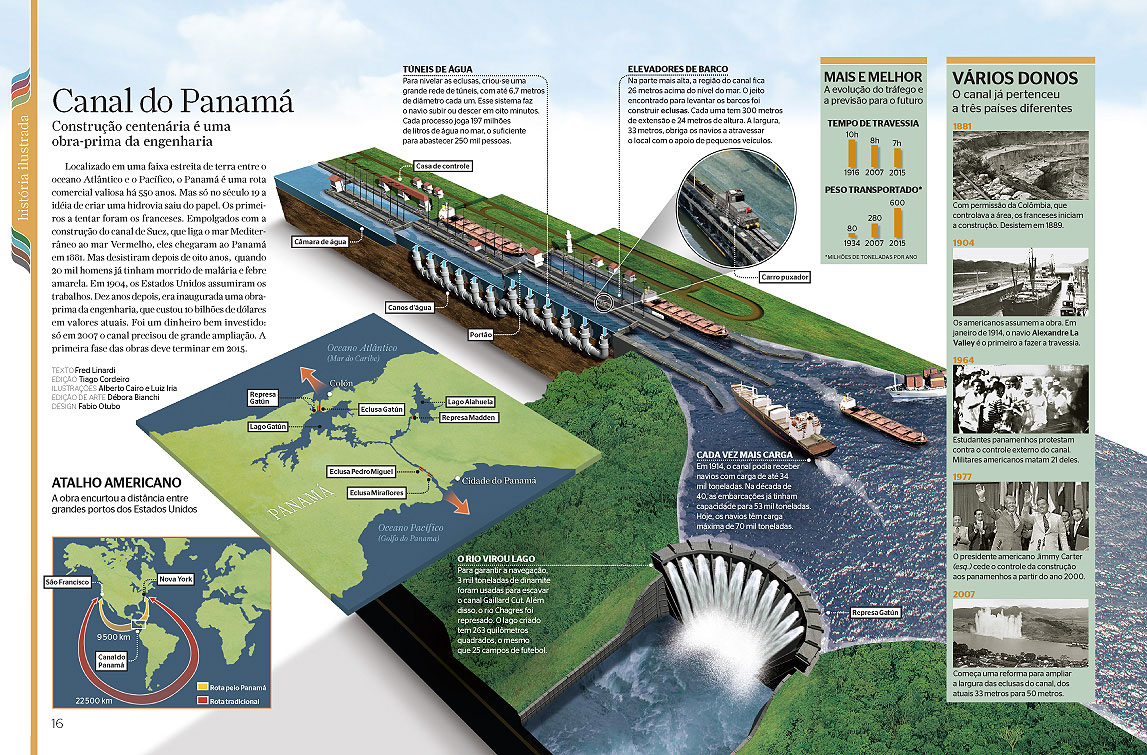 história ilustrada
Canal do Panamá
Construção centenária é uma
obra-prima da engenharia
Localizado em uma faixa estreita de terra entre o
oceano Atlântico e o Pacífico, o Panamá é uma rota
comercial valiosa há 550 anos. Mas só no século 19 a
idéia de criar uma hidrovia saiu do papel. Os primei-
ros a tentar foram os franceses. Empolgados com a
construção do canal de Suez, que liga o mar Mediter-
râneo ao mar Vermelho, eles chegaram ao Panamá
em 1881. Mas desistiram depois de oito anos, quando
20 mil homens já tinham morrido de malária e febre
amarela. Em 1904, os Estados Unidos assumiram os
trabalhos. Dez anos depois, era inaugurada uma obra-
prima da engenharia, que custou 10 bilhões de dólares
em valores atuais. Foi um dinheiro bem investido:
só em 2007 o canal precisou de grande ampliação. A
primeira fase das obras deve terminar em 2015.
TEXTO Fred Linardi
EDIÇÃO Tiago Cordeiro
ILUSTRAÇÕES Alberto Cairo e Luiz Iria
EDIÇÃO DE ARTE Débora Bianchi
DESIGN Fabio Otubo
ATALHO AMERICANO
A obra encurtou a distância entre
grandes portos dos Estados Unidos
São Francisco
Nova York
9500 km
Canal do
Panamá
22500 km
Rota pelo Panamá
Rota tradicional
16
TÚNEIS DE ÁGUA
Para nivelar as eclusas, criou-se uma
grande rede de túneis, com até 6,7 metros
de diâmetro cada um. Esse sistema faz
o navio subir ou descer em oito minutos.
Cada processo joga 197 milhões
de litros de água no mar, o suficiente
para abastecer 250 mil pessoas.
ELEVADORES DE BARCO
Na parte mais alta, a região do canal fica
26 metros acima do nível do mar. O jeito
encontrado para levantar os barcos foi
construir eclusas. Cada uma tem 300 metros
de extensão e 24 metros de altura. A largura,
33 metros, obriga os navios a atravessar
o local com o apoio de pequenos veículos.
Casa de controle
Câmara de água
Canos d'água
Portão
Carro puxador
Oceano Atlântico
(Mar do Caribe)
Colón
Represa
Gatún
Eclusa Gatún
Lago Gatún
Lago Alahuela
Represa Madden
Eclusa Pedro Miguel
Eclusa Miraflores
Cidade do Panamá
PANAMÁ
Oceano Pacífico
(Golfo do Panama)
CADA VEZ MAIS CARGA
Em 1914, o canal podia receber
navios com carga de até 34
mil toneladas. Na década de
40, as embarcações já tinham
capacidade para 53 mil toneladas.
Hoje, os navios têm carga
máxima de 70 mil toneladas.
O RIO VIROU LAGO
Para garantir a navegação,
3 mil toneladas de dinamite
foram usadas para escavar
o canal Gaillard Cut. Além
disso, o rio Chagres foi
represado. O lago criado
tem 263 quilômetros
quadrados, o mesmo
que 25 campos de futebol.
Represa Gatún
MAIS E MELHOR
A evolução do tráfego e
a previsão para o futuro
TEMPO DE TRAVESSIA
10h 8h 7h
1916 2007 2015
PESO TRANSPORTADO*
80 280 600
1934 2007 2015
*MILHÕES DE TONELADAS POR ANO
VÁRIOS DONOS
O canal já pertenceu
a três países diferentes
1881
Com permissão da Colômbia, que
controlava a área, os franceses iniciam
a construção. Desistem em 1889.
1904
Os americanos assumem a obra. Em
janeiro de 1914, o navio Alexandre La
Valley é o primeiro a fazer a travessia.
1964
Estudantes panamenhos protestam
contra o controle externo do canal.
Militares americanos matam 21 deles.
1977
O presidente americano Jimmy Carter
(esq.) cede o controle da construção
aos panamenhos a partir do ano 2000.
2007
Começa uma reforma para ampliar
a largura das eclusas do canal, dos
atuais 33 metros para 50 metros.